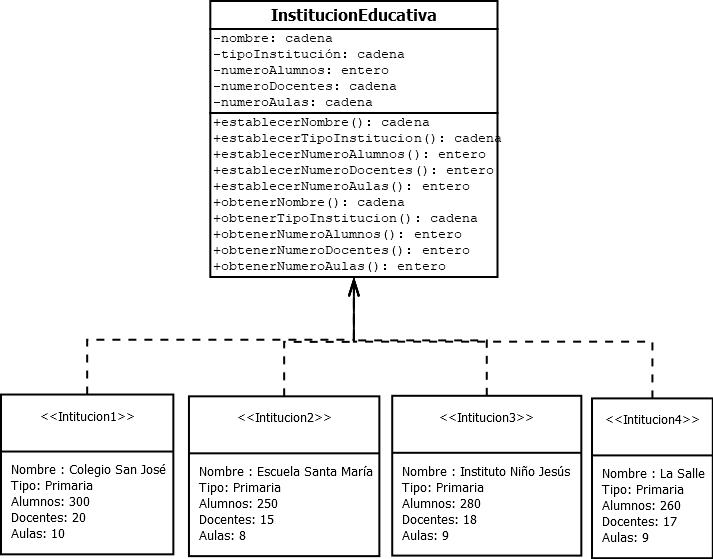 InstitucionEducativa
-nombre: cadena
-tipoInstitución: cadena
-numeroAlumnos: entero
-numeroDocentes: cadena
-numeroAulas: cadena
+establecerNombre(): cadena
+establecerTipoInstitucion(): cadena
+establecerNumeroAlumnos(): entero
+establecerNumeroDocentes(): entero
+establecerNumeroAulas(): entero
+obtenerNombre(): cadena
+obtenerTipoInstitucion(): cadena
+obtenerNumeroAlumnos(): entero
+obtenerNumeroDocentes(): entero
+obtenerNumeroAulas(): entero
<<Intitucion1>>
Nombre : Colegio San José
Tipo: Primaria
Alumnos: 300
Docentes: 20
Aulas: 10
<<Intitucion2>>
Nombre : Escuela Santa María
Tipo: Primaria
Alumnos: 250
Docentes: 15
Aulas: 8
<<Intitucion3>>
Nombre : Instituto Niño Jesús
Tipo: Primaria
Alumnos: 280
Docentes: 18
Aulas: 9
<<Intitucion4>>
Nombre : La Salle
Tipo: Primaria
Alumnos: 260
Docentes: 17
Aulas: 9